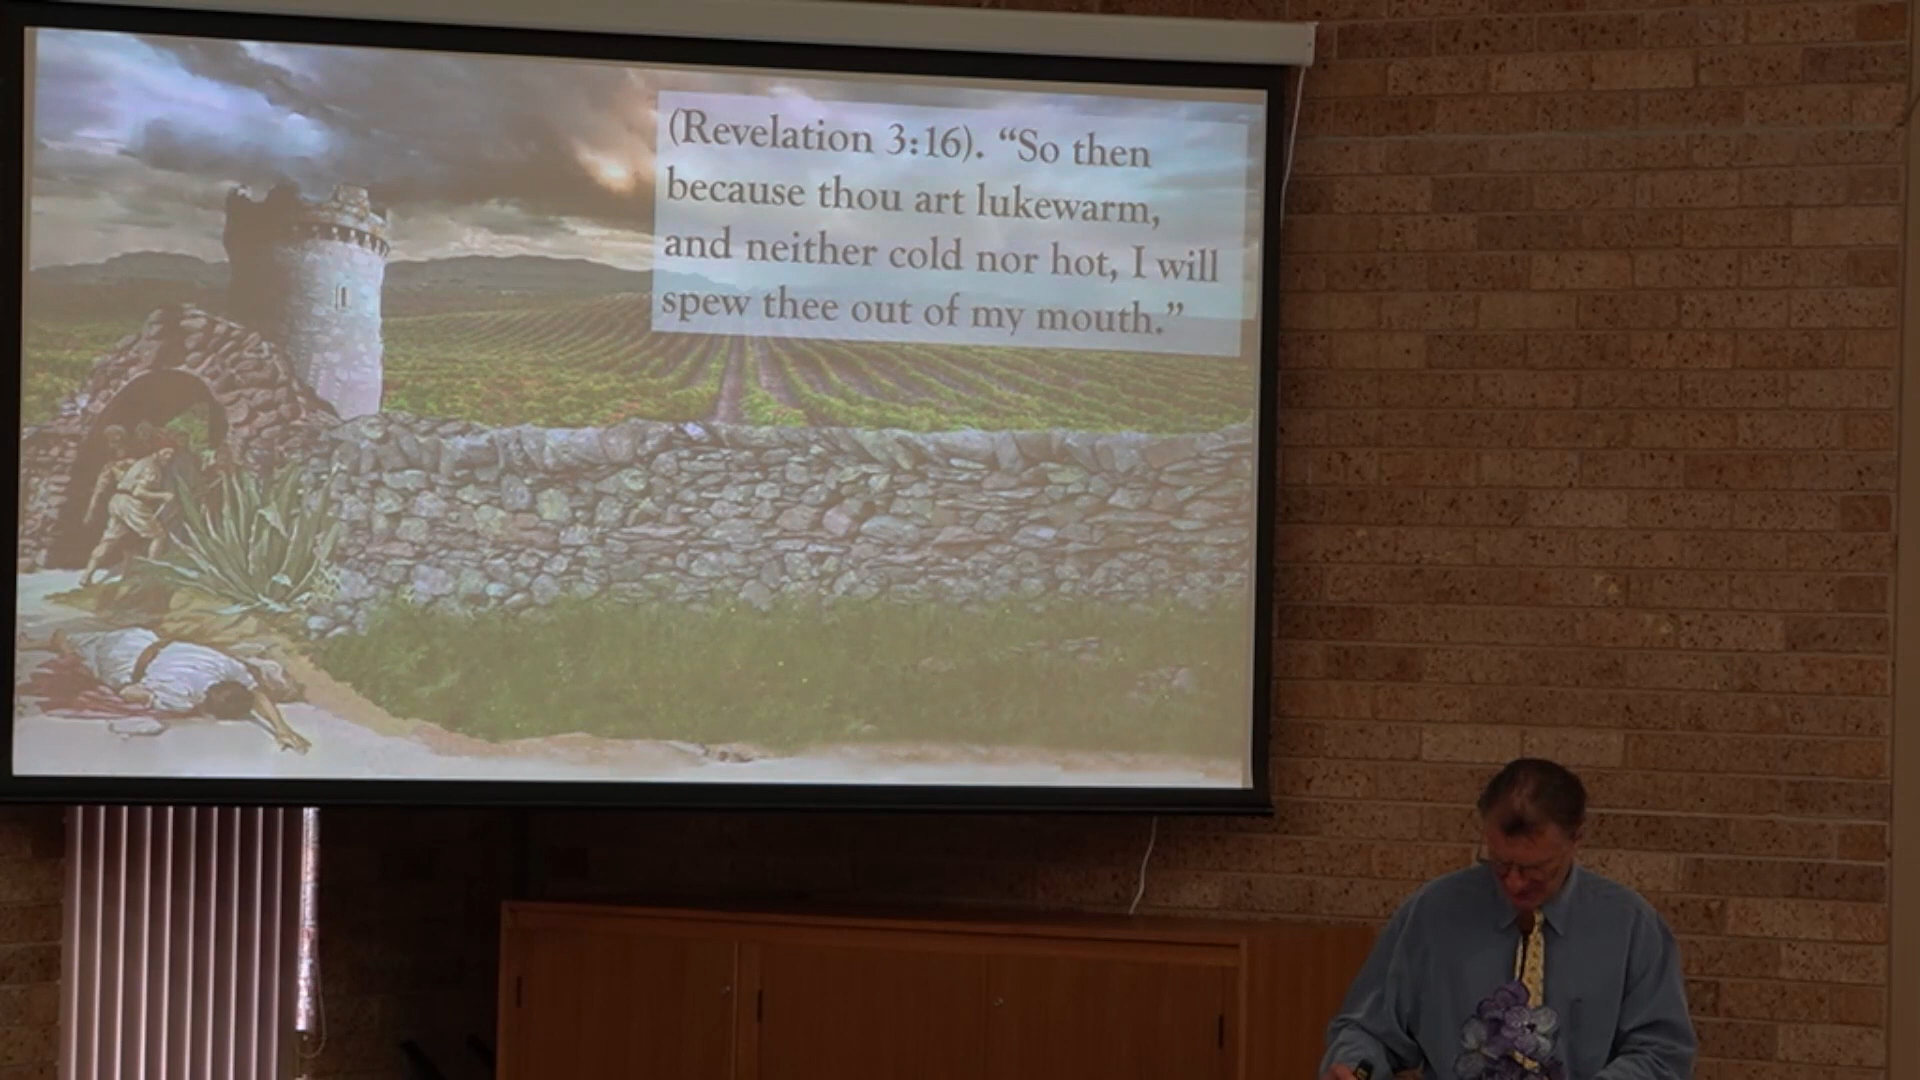 (Revelation 3:16). “So then
because thou art lukewarm,
and neither cold nor hot, I will
spew thee out of my mouth.”